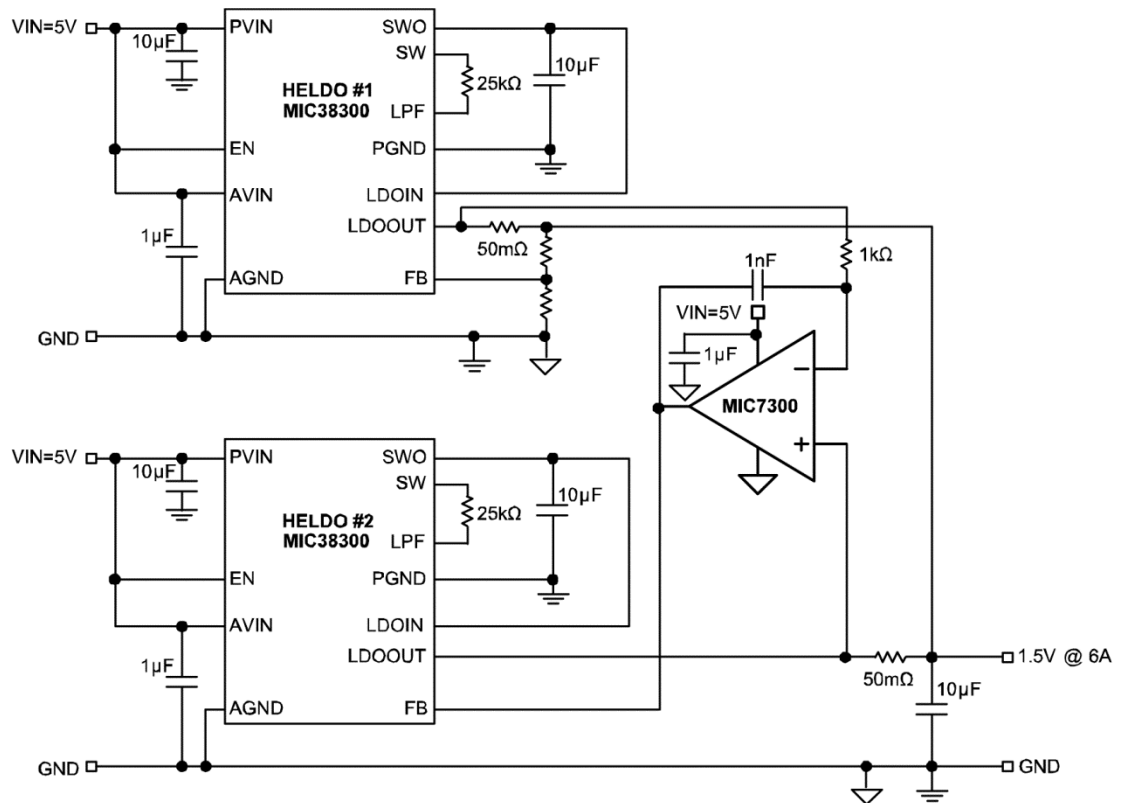 VIN=5V
10µF
PVIN
SWO
SW
25kΩ
10µF
HELDO #1
MIC38300
LPF
EN
PGND
AVIN
LDOIN
1µF
LDOOUT
50mΩ
1kΩ
AGND
FB
1nF
VIN=5V
GND
1µF
MIC7300
VIN=5V
10µF
PVIN
SWO
SW
25kΩ
10µF
HELDO #2
MIC38300
LPF
EN
PGND
AVIN
LDOIN
1µF
LDOOUT
50mΩ
1.5V @ 6A
10µF
AGND
FB
GND
GND